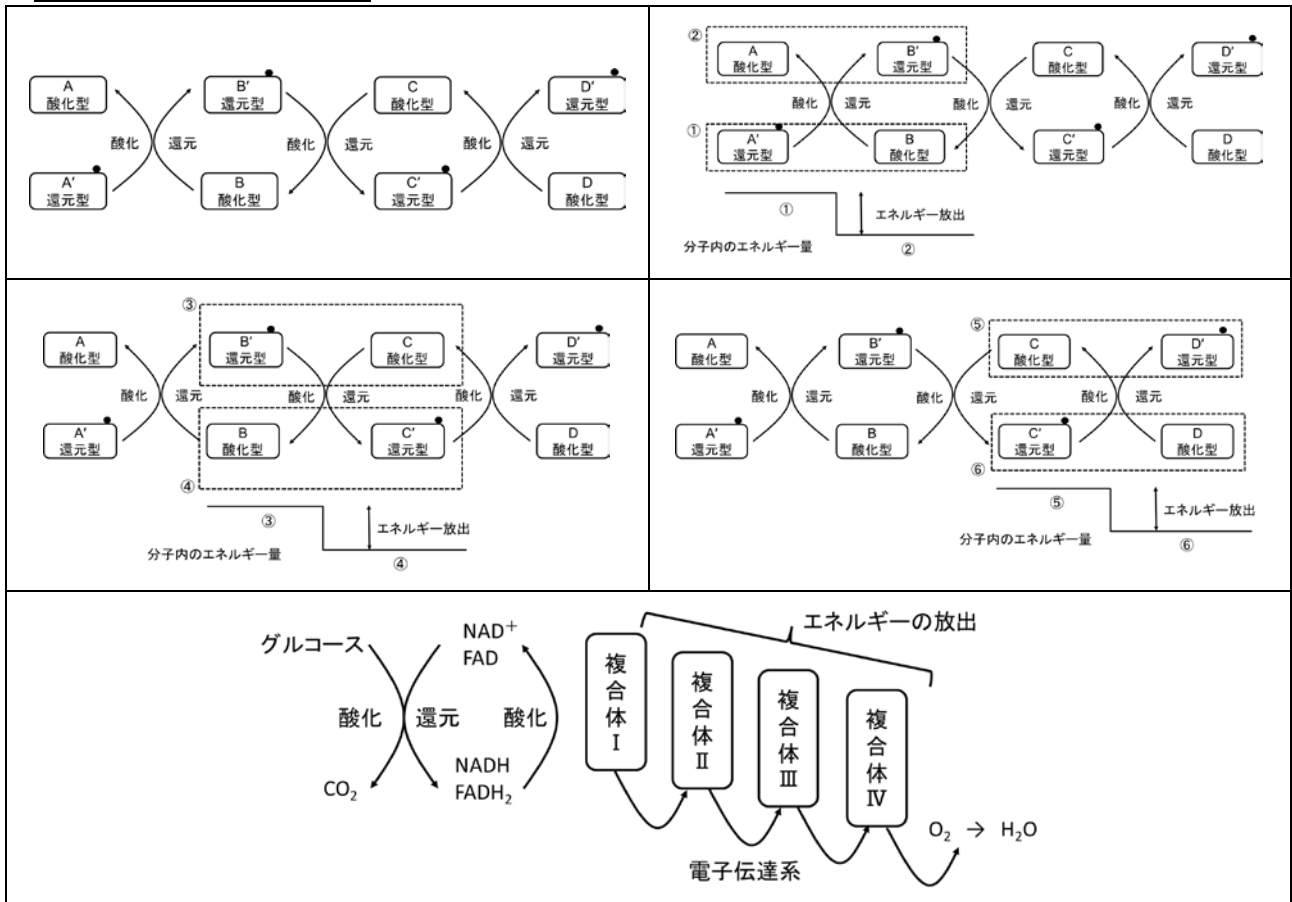 A
酸化型
B′
還元型
C
酸化型
D′
還元型
酸化
還元
酸化
還元
酸化
還元
A′
還元型
B
酸化型
C′
還元型
D
酸化型
②
A
酸化型
B′
還元型
C
酸化型
D′
還元型
酸化
還元
酸化
還元
酸化
還元
①
A′
還元型
B
酸化型
C′
還元型
D
酸化型
①
エネルギー放出
分子内のエネルギー量
②
③
A
酸化型
B′
還元型
C
酸化型
D′
還元型
酸化
還元
酸化
還元
酸化
還元
A′
還元型
B
酸化型
C′
還元型
D
酸化型
④
③
エネルギー放出
分子内のエネルギー量
④
⑤
A
酸化型
B′
還元型
C
酸化型
D′
還元型
酸化
還元
酸化
還元
酸化
還元
A′
還元型
B
酸化型
C′
還元型
D
酸化型
⑥
⑤
エネルギー放出
分子内のエネルギー量
⑥
エネルギーの放出
グルコース
NAD⁺
FAD
酸化
還元
酸化
CO₂
NADH
FADH₂
複合体Ⅰ
複合体Ⅱ
複合体Ⅲ
複合体Ⅳ
O₂ → H₂O
電子伝達系